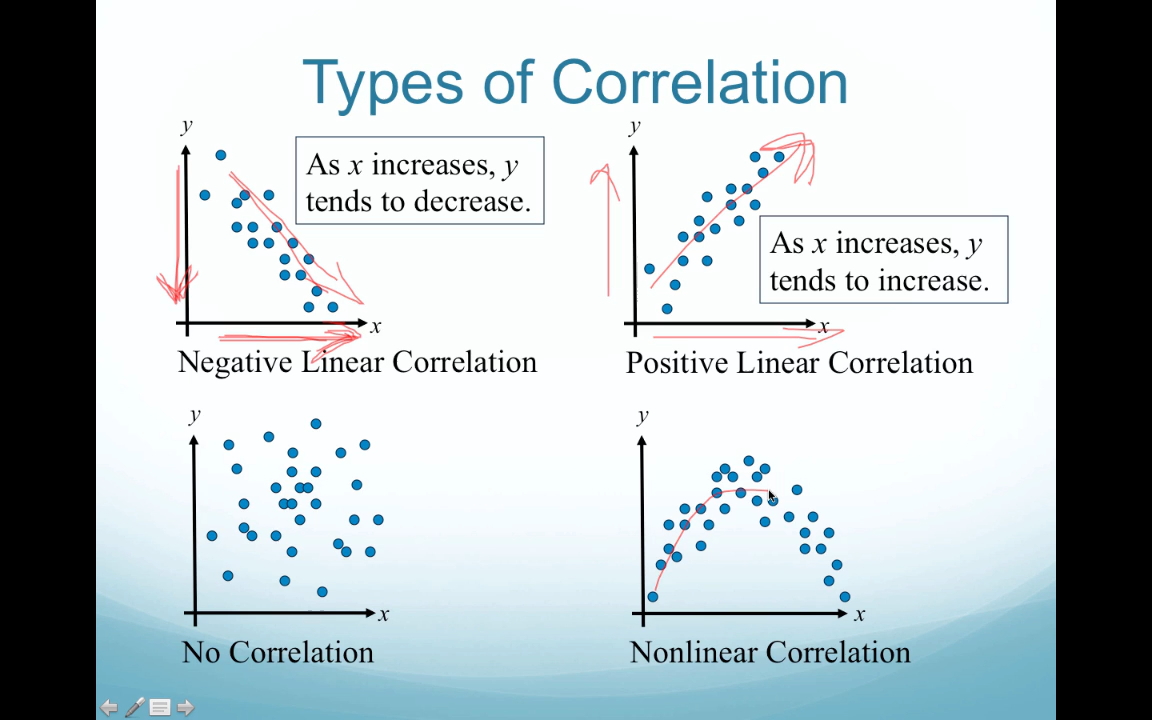 Types of Correlation
y
As x increases, y
tends to decrease.
x
Negative Linear Correlation
y
As x increases, y
tends to increase.
x
Positive Linear Correlation
y
x
No Correlation
y
x
Nonlinear Correlation